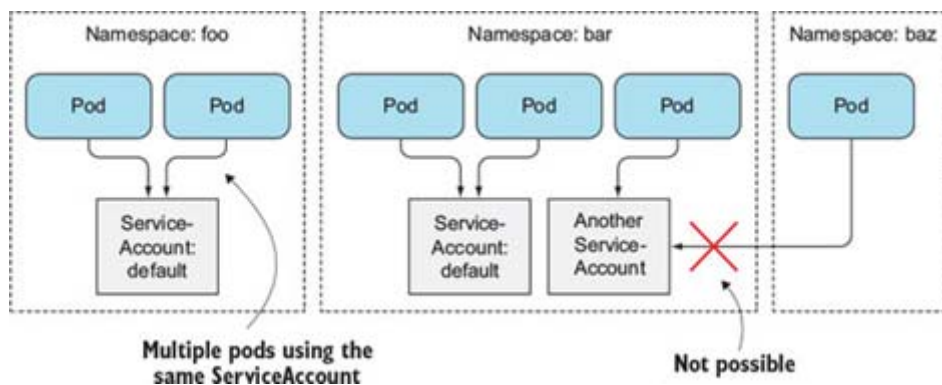 Namespace: foo
Namespace: bar
Namespace: baz
Pod
Pod
Pod
Pod
Pod
Pod
Service-
Account:
default
Service-
Account:
default
Another
Service-
Account
Multiple pods using the
same ServiceAccount
Not possible